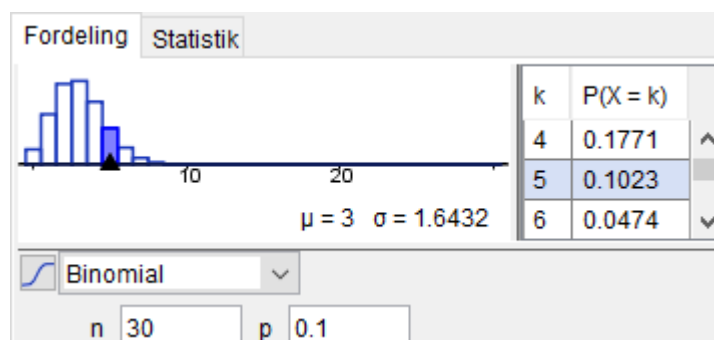 Fordeling Statistik
k P(X = k)
4 0.1771
5 0.1023
6 0.0474
10 20
μ = 3 σ = 1.6432
Binomial
n 30 p 0.1